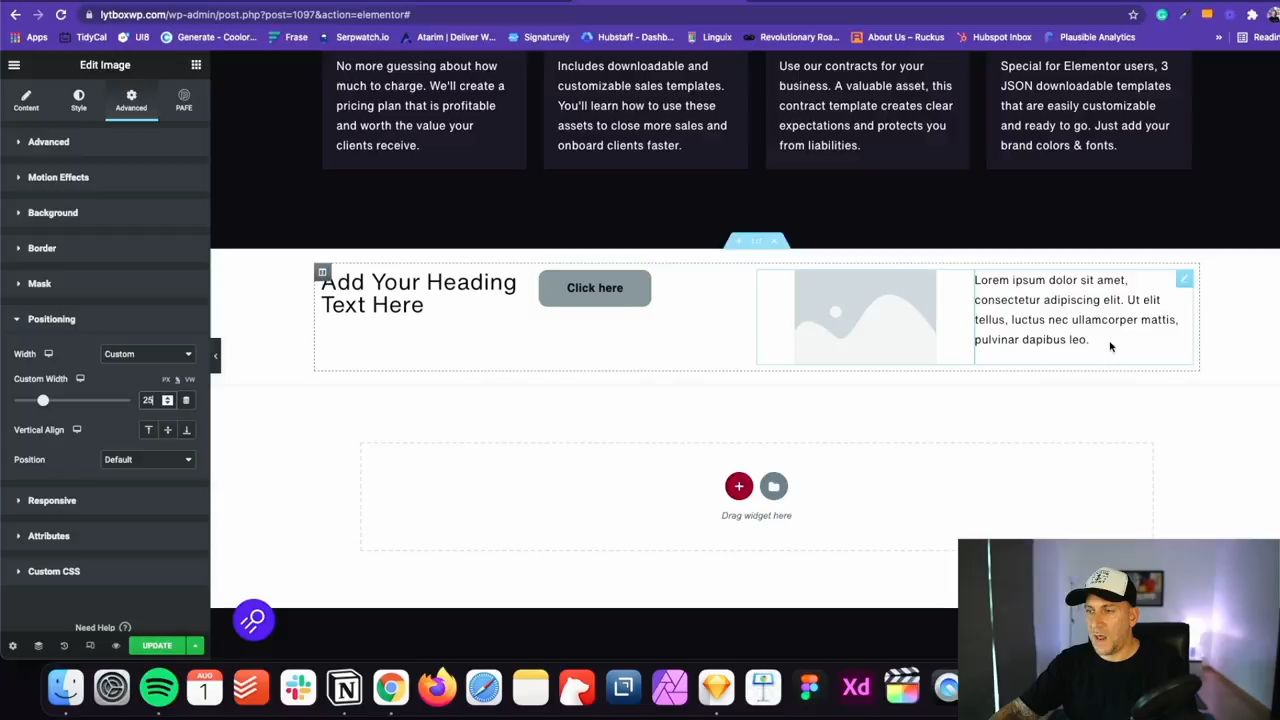 lytboxwp.com/wp-admin/post.php?post=1097&action=elementor#
Apps
TidyCal
UI8
Generate - Coolor...
Frase
Serpwatch.io
Atarim | Deliver W...
Signaturely
Hubstaff - Dashb...
Linguix
Revolutionary Roa...
About Us – Ruckus
Hubspot Inbox
Plausible Analytics
»
Readin
Edit Image
Content
Style
Advanced
PAFE
Advanced
Motion Effects
Background
Border
Mask
Positioning
Width
Custom
Custom Width
PX
%
VW
25
Vertical Align
Position
Default
Responsive
Attributes
Custom CSS
Need Help
UPDATE
No more guessing about how
much to charge. We'll create a
pricing plan that is profitable
and worth the value your
clients receive.
Includes downloadable and
customizable sales templates.
You'll learn how to use these
assets to close more sales and
onboard clients faster.
Use our contracts for your
business. A valuable asset, this
contract template creates clear
expectations and protects you
from liabilities.
Special for Elementor users, 3
JSON downloadable templates
that are easily customizable
and ready to go. Just add your
brand colors & fonts.
Add Your Heading
Text Here
Click here
Lorem ipsum dolor sit amet,
consectetur adipiscing elit. Ut elit
tellus, luctus nec ullamcorper mattis,
pulvinar dapibus leo.
Drag widget here
AUG
1
Xd